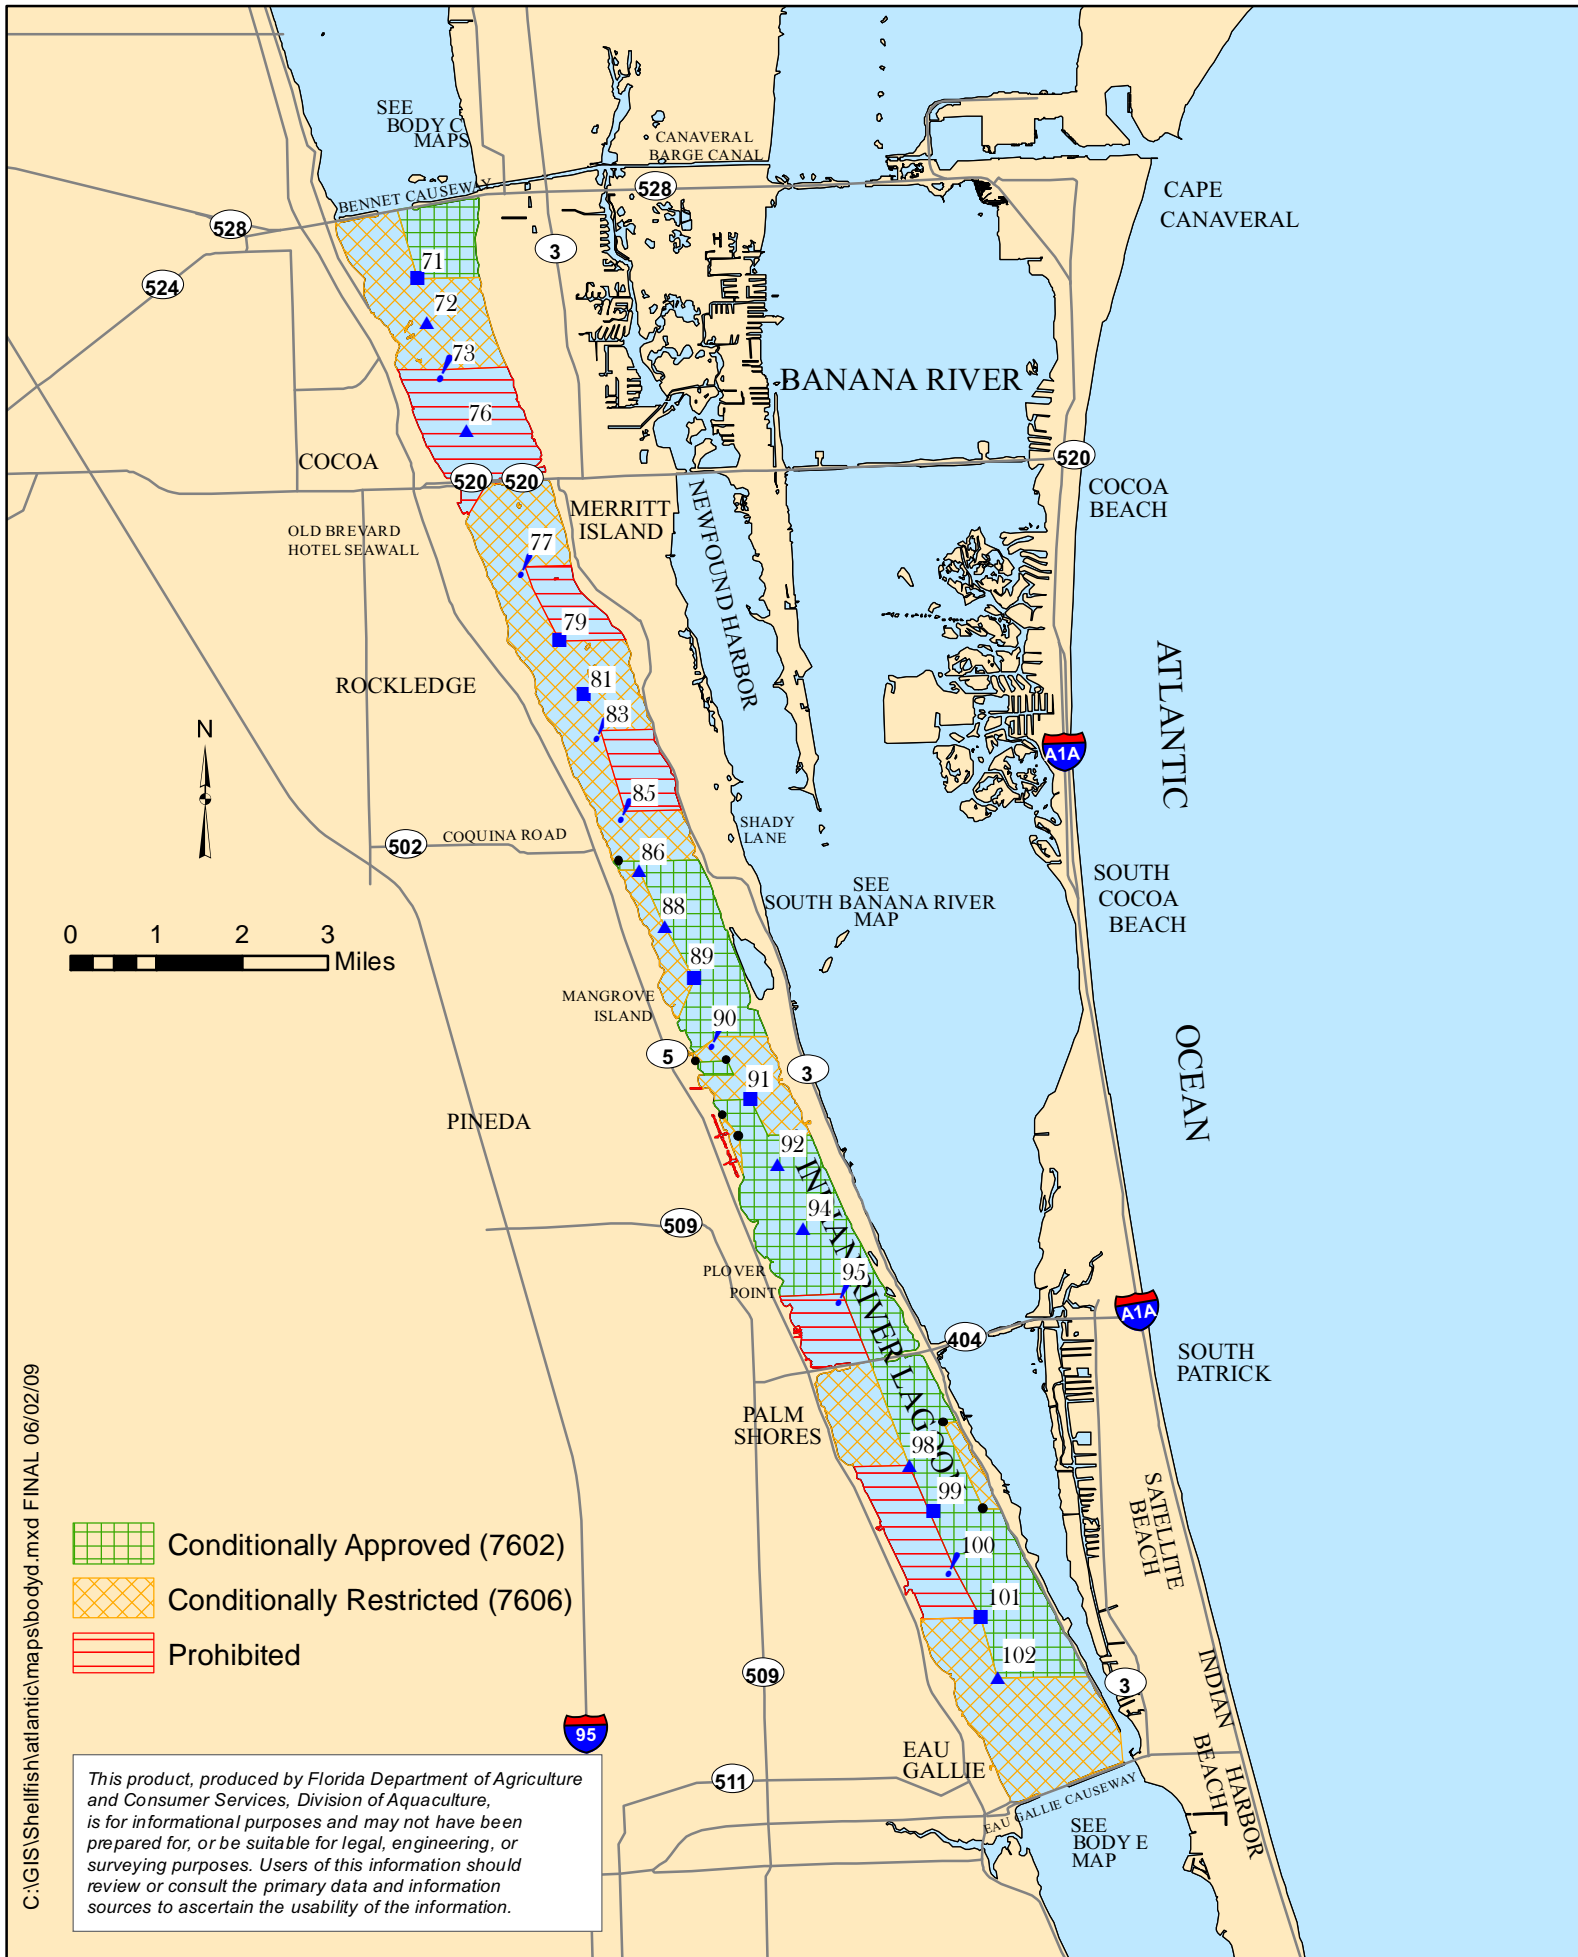 SEE
BODY C
MAPS
CANAVERAL
BARGE CANAL
BENNET CAUSEWAY
528
528
CAPE
CANAVERAL
3
524
71
72
73
76
BANANA RIVER
COCOA
520
520
520
COCOA
BEACH
MERRITT
ISLAND
OLD BREVARD
HOTEL SEAWALL
NEWFOUND HARBOR
77
79
81
83
85
ROCKLEDGE
ATLANTIC
OCEAN
N
A1A
SHADY
LANE
502
COQUINA ROAD
86
88
89
90
91
SEE
SOUTH BANANA RIVER
MAP
SOUTH
COCOA
BEACH
0 1 2 3
Miles
MANGROVE
ISLAND
5
3
PINEDA
92
94
95
INDIAN RIVER LAGOON
509
PLOVER
POINT
404
A1A
SOUTH
PATRICK
PALM
SHORES
98
99
100
101
102
SATELLITE
BEACH
Conditionally Approved (7602)
Conditionally Restricted (7606)
Prohibited
509
3
INDIAN
HARBOR
BEACH
95
EAU
GALLIE
511
EAU GALLIE CAUSEWAY
SEE
BODY E
MAP
This product, produced by Florida Department of Agriculture
and Consumer Services, Division of Aquaculture,
is for informational purposes and may not have been
prepared for, or be suitable for legal, engineering, or
surveying purposes. Users of this information should
review or consult the primary data and information
sources to ascertain the usability of the information.
C:\GIS\Shellfish\atlantic\maps\bodyd.mxd FINAL 06/02/09